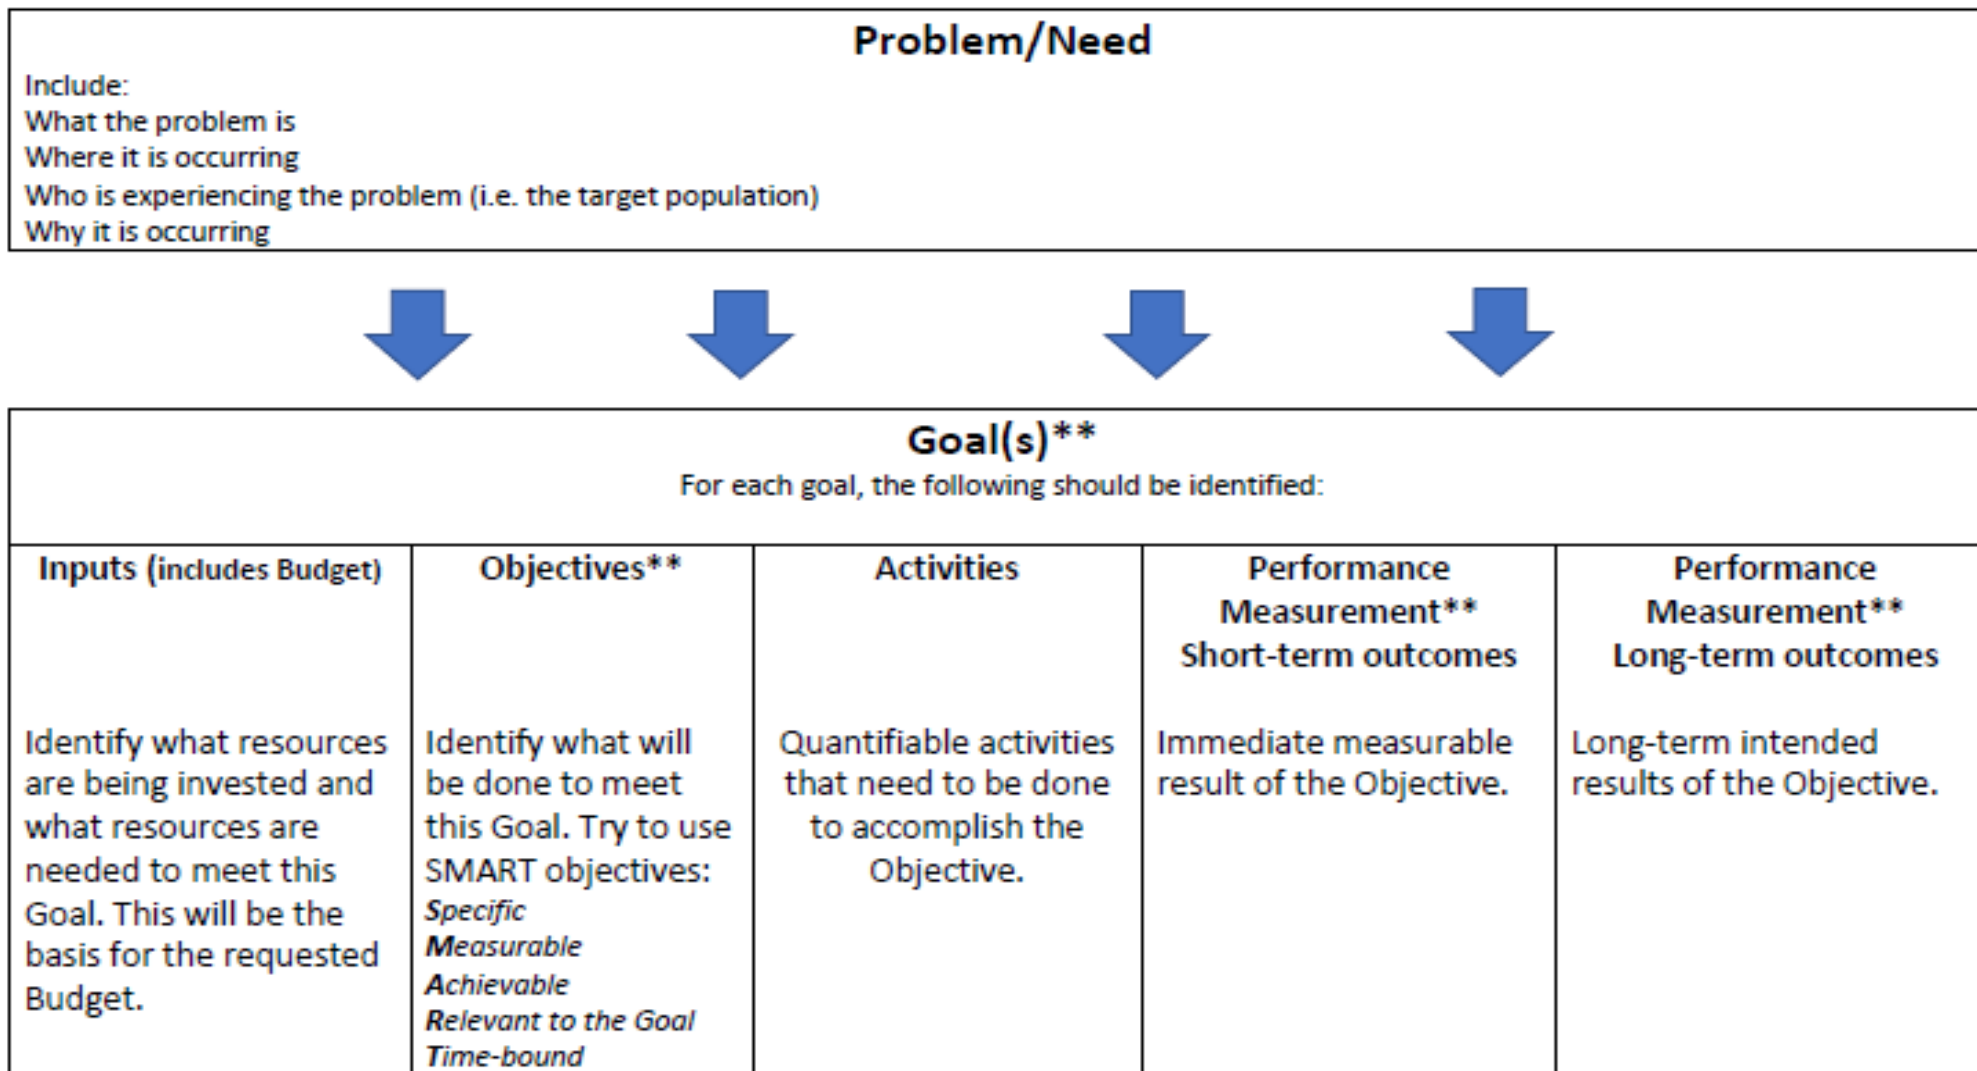 Problem/Need
Include:
What the problem is
Where it is occurring
Who is experiencing the problem (i.e. the target population)
Why it is occurring
Goal(s)**
For each goal, the following should be identified:
Inputs (includes Budget)
Identify what resources
are being invested and
what resources are
needed to meet this
Goal. This will be the
basis for the requested
Budget.
Objectives**
Identify what will
be done to meet
this Goal. Try to use
SMART objectives:
Specific
Measurable
Achievable
Relevant to the Goal
Time-bound
Activities
Quantifiable activities
that need to be done
to accomplish the
Objective.
Performance
Measurement**
Short-term outcomes
Immediate measurable
result of the Objective.
Performance
Measurement**
Long-term outcomes
Long-term intended
results of the Objective.